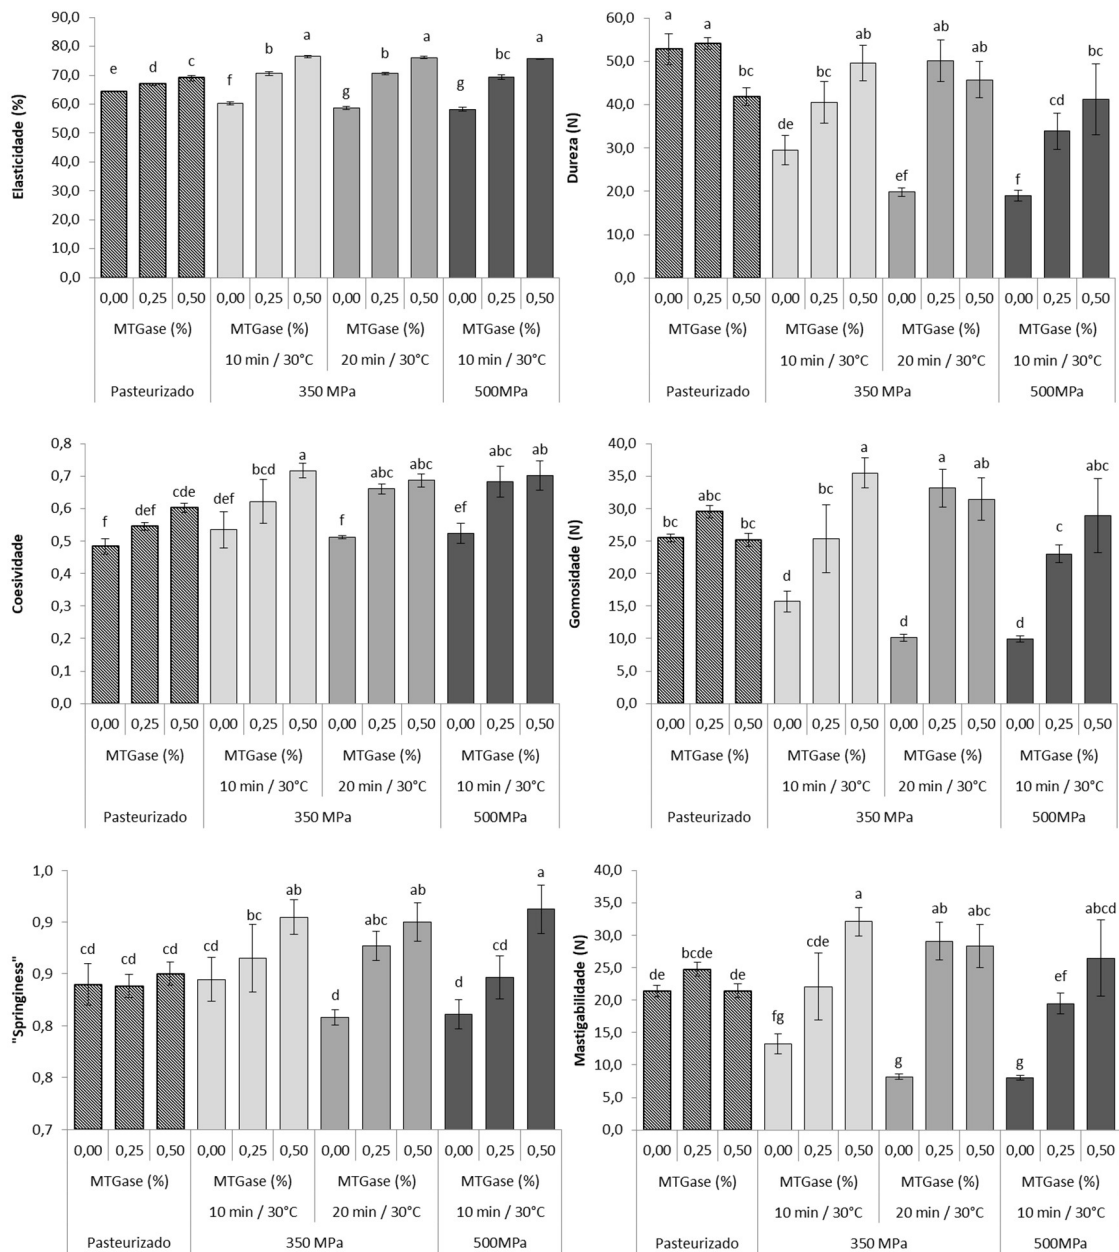 90,0
80,0
70,0
60,0
50,0
40,0
30,0
20,0
10,0
0,0
Elasticidade (%)
e d c f b a g b a g bc a
0,00 0,25 0,50 0,00 0,25 0,50 0,00 0,25 0,50 0,00 0,25 0,50
MTGase (%) MTGase (%) MTGase (%) MTGase (%)
10 min / 30°C 20 min / 30°C 10 min / 30°C
Pasteurizado 350 MPa 500MPa
60,0
50,0
40,0
30,0
20,0
10,0
0,0
Dureza (N)
a a bc de bc ab ef ab ab f cd bc
0,00 0,25 0,50 0,00 0,25 0,50 0,00 0,25 0,50 0,00 0,25 0,50
MTGase (%) MTGase (%) MTGase (%) MTGase (%)
10 min / 30°C 20 min / 30°C 10 min / 30°C
Pasteurizado 350 MPa 500MPa
0,8
0,7
0,6
0,5
0,4
0,3
0,2
0,1
0,0
Coesividade
f def cde def bcd a f abc abc ef abc ab
0,00 0,25 0,50 0,00 0,25 0,50 0,00 0,25 0,50 0,00 0,25 0,50
MTGase (%) MTGase (%) MTGase (%) MTGase (%)
10 min / 30°C 20 min / 30°C 10 min / 30°C
Pasteurizado 350 MPa 500MPa
40,0
35,0
30,0
25,0
20,0
15,0
10,0
5,0
0,0
Gomosidade (N)
bc abc bc d bc a d a ab d c abc
0,00 0,25 0,50 0,00 0,25 0,50 0,00 0,25 0,50 0,00 0,25 0,50
MTGase (%) MTGase (%) MTGase (%) MTGase (%)
10 min / 30°C 20 min / 30°C 10 min / 30°C
Pasteurizado 350 MPa 500MPa
1,0
0,9
0,9
0,8
0,8
0,7
"Springiness"
cd cd cd cd bc ab d abc ab d cd a
0,00 0,25 0,50 0,00 0,25 0,50 0,00 0,25 0,50 0,00 0,25 0,50
MTGase (%) MTGase (%) MTGase (%) MTGase (%)
10 min / 30°C 20 min / 30°C 10 min / 30°C
Pasteurizado 350 MPa 500MPa
40,0
35,0
30,0
25,0
20,0
15,0
10,0
5,0
0,0
Mastigabilidade (N)
de bcde de fg cde a g ab abc g ef abcd
0,00 0,25 0,50 0,00 0,25 0,50 0,00 0,25 0,50 0,00 0,25 0,50
MTGase (%) MTGase (%) MTGase (%) MTGase (%)
10 min / 30°C 20 min / 30°C 10 min / 30°C
Pasteurizado 350 MPa 500MPa